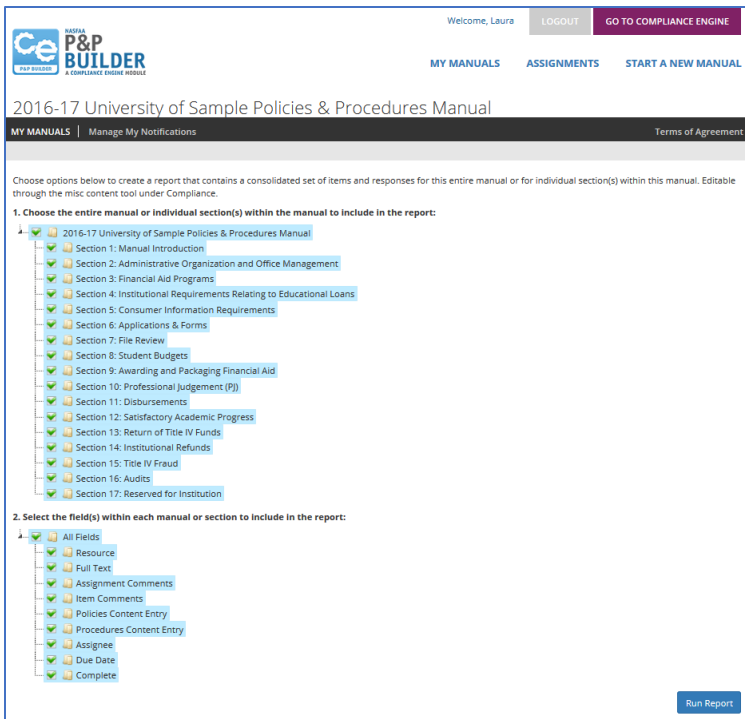 Welcome, Laura
LOGOUT
GO TO COMPLIANCE ENGINE
Ce
P&P BUILDER
NASFAA
P&P
BUILDER
A COMPLIANCE ENGINE MODULE
MY MANUALS
ASSIGNMENTS
START A NEW MANUAL
2016-17 University of Sample Policies & Procedures Manual
MY MANUALS | Manage My Notifications
Terms of Agreement
Choose options below to create a report that contains a consolidated set of items and responses for this entire manual or for individual section(s) within this manual. Editable
through the misc content tool under Compliance.
1. Choose the entire manual or individual section(s) within the manual to include in the report:
2016-17 University of Sample Policies & Procedures Manual
Section 1: Manual Introduction
Section 2: Administrative Organization and Office Management
Section 3: Financial Aid Programs
Section 4: Institutional Requirements Relating to Educational Loans
Section 5: Consumer Information Requirements
Section 6: Applications & Forms
Section 7: File Review
Section 8: Student Budgets
Section 9: Awarding and Packaging Financial Aid
Section 10: Professional Judgement (PJ)
Section 11: Disbursements
Section 12: Satisfactory Academic Progress
Section 13: Return of Title IV Funds
Section 14: Institutional Refunds
Section 15: Title IV Fraud
Section 16: Audits
Section 17: Reserved for Institution
2. Select the field(s) within each manual or section to include in the report:
All Fields
Resource
Full Text
Assignment Comments
Item Comments
Policies Content Entry
Procedures Content Entry
Assignee
Due Date
Complete
Run Report